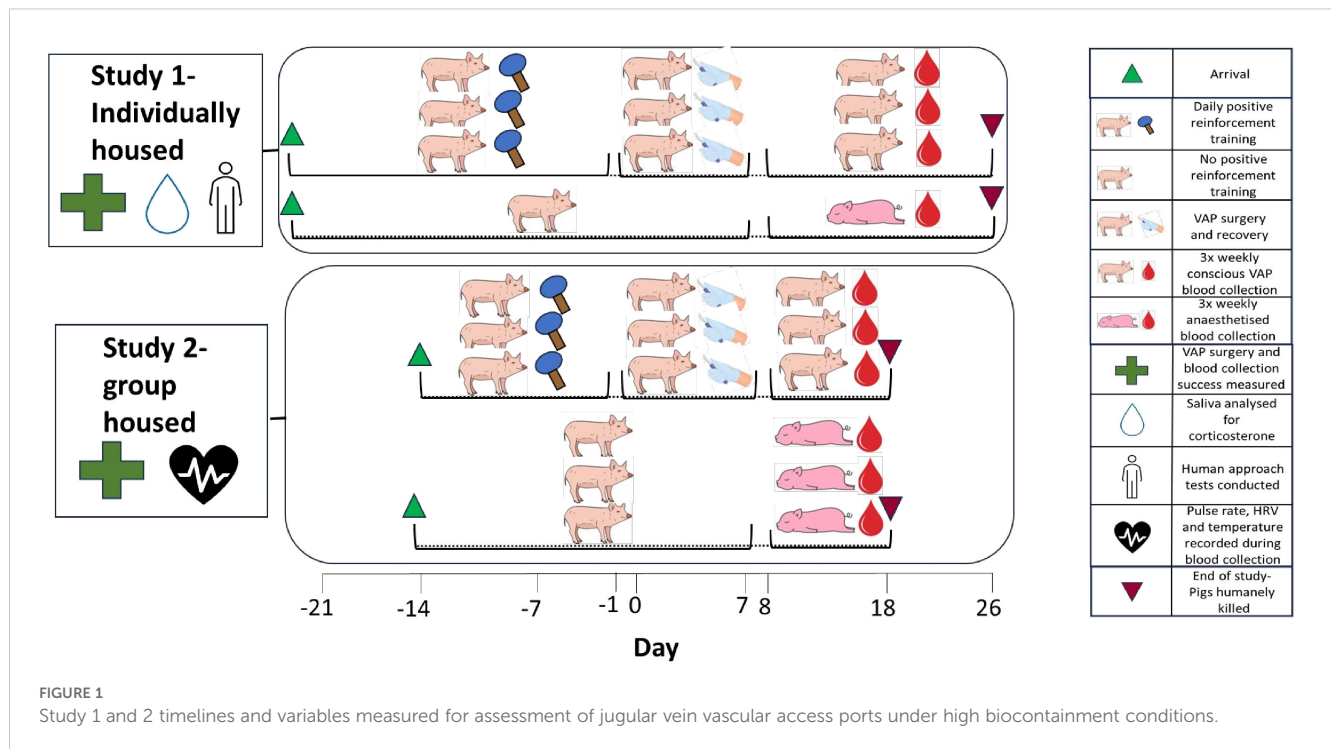 Study 1-
Individually
housed
Study 2-
group
housed
-21
-14
-7
-1
0
7
8
18
26
Day
Arrival
Daily positive
reinforcement
training
No positive
reinforcement
training
VAP surgery
and recovery
3x weekly
conscious VAP
blood collection
3x weekly
anaesthetised
blood collection
VAP surgery and
blood collection
success measured
Saliva analysed
for
corticosterone
Human approach
tests conducted
Pulse rate, HRV
and temperature
recorded during
blood collection
End of study-
Pigs humanely
killed
FIGURE 1
Study 1 and 2 timelines and variables measured for assessment of jugular vein vascular access ports under high biocontainment conditions.